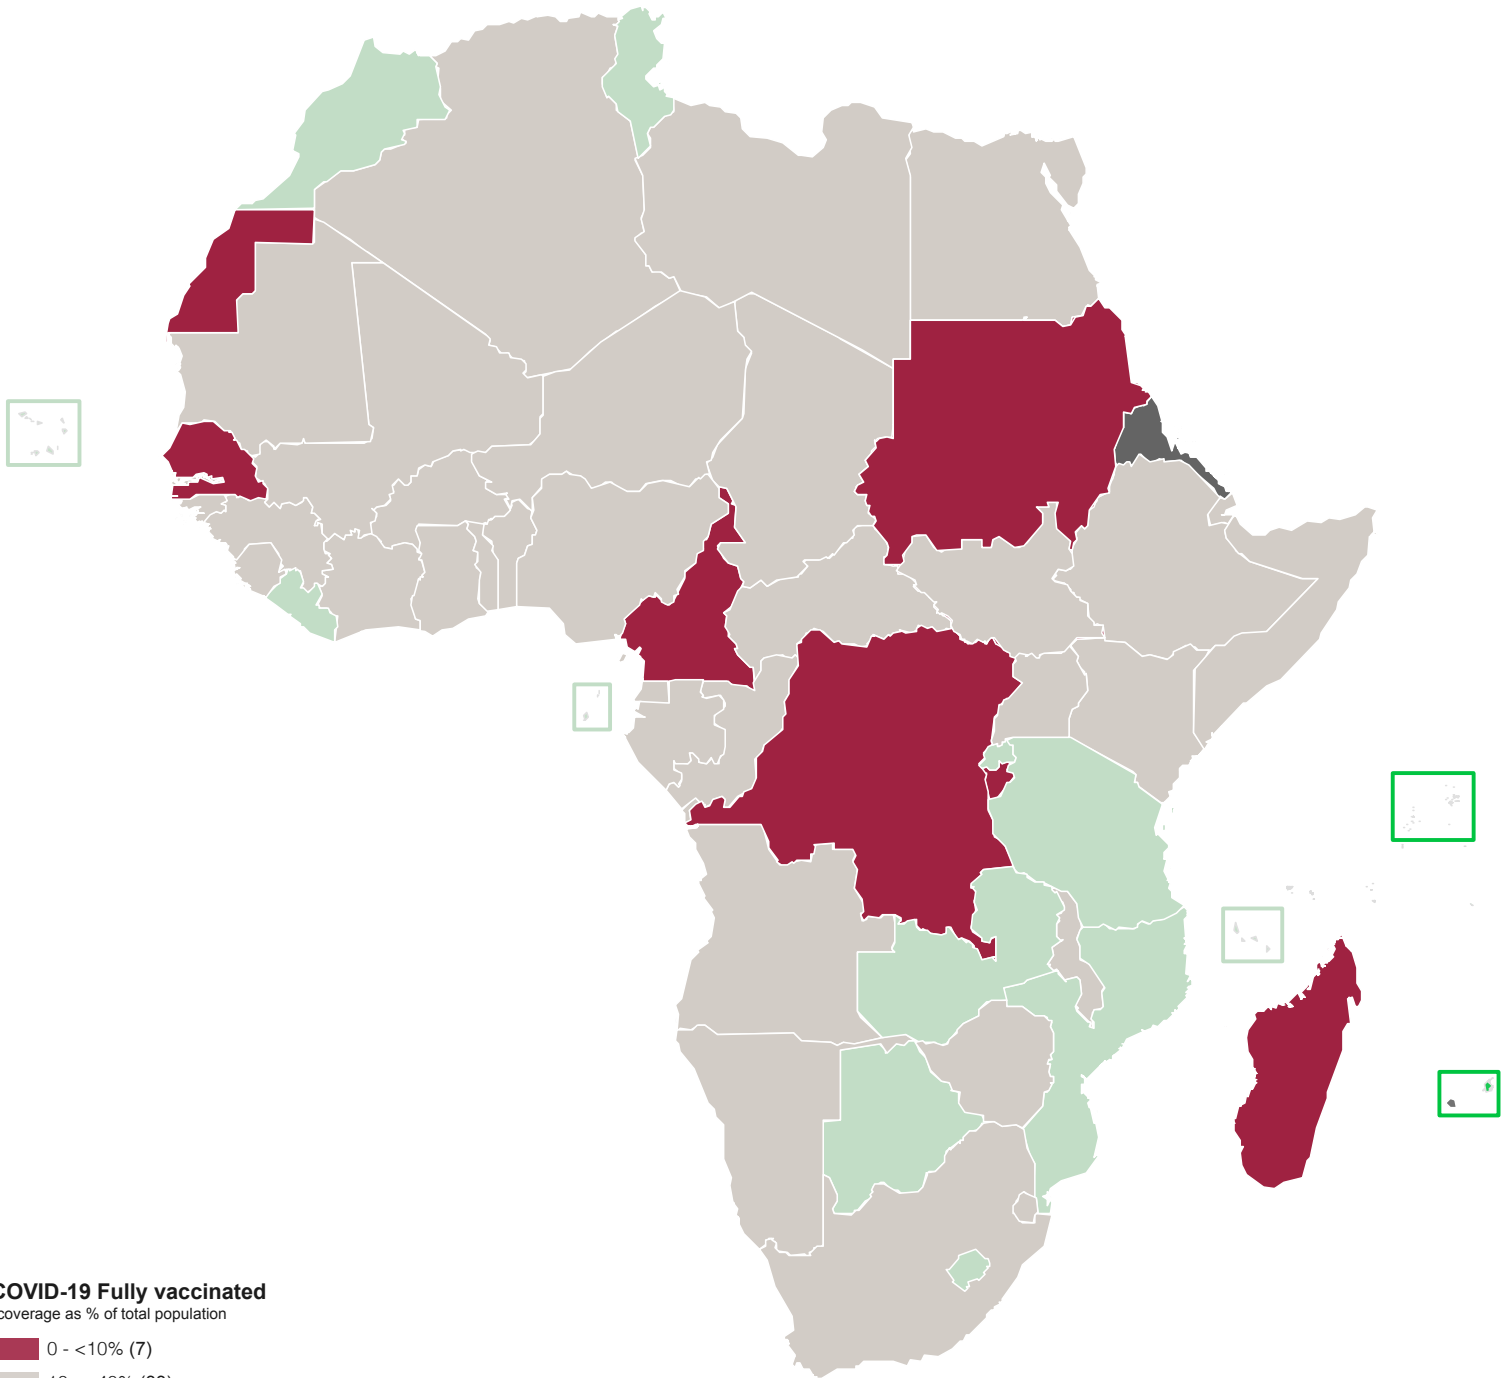 COVID-19 Fully vaccinated
coverage as % of total population
0 - <10% (7)